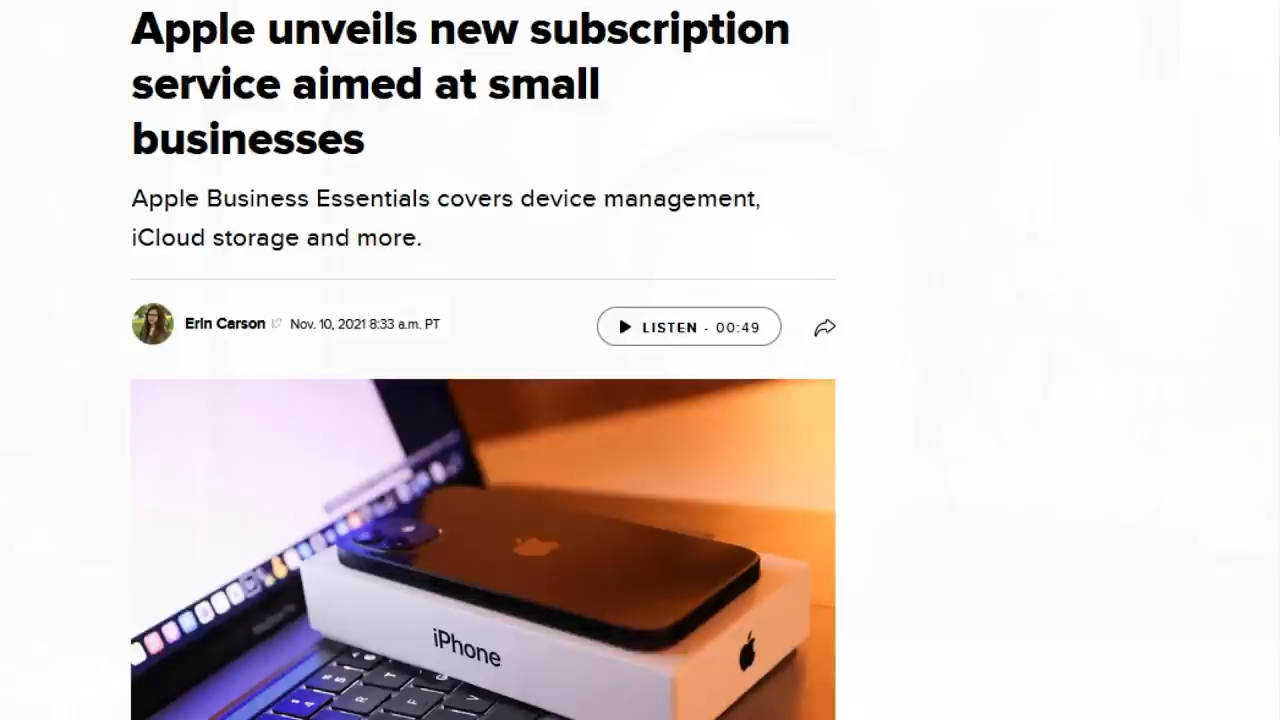 Apple unveils new subscription
service aimed at small
businesses
Apple Business Essentials covers device management,
iCloud storage and more.
Erin Carson Nov. 10, 2021 8:33 a.m. PT
LISTEN - 00:49
iPhone